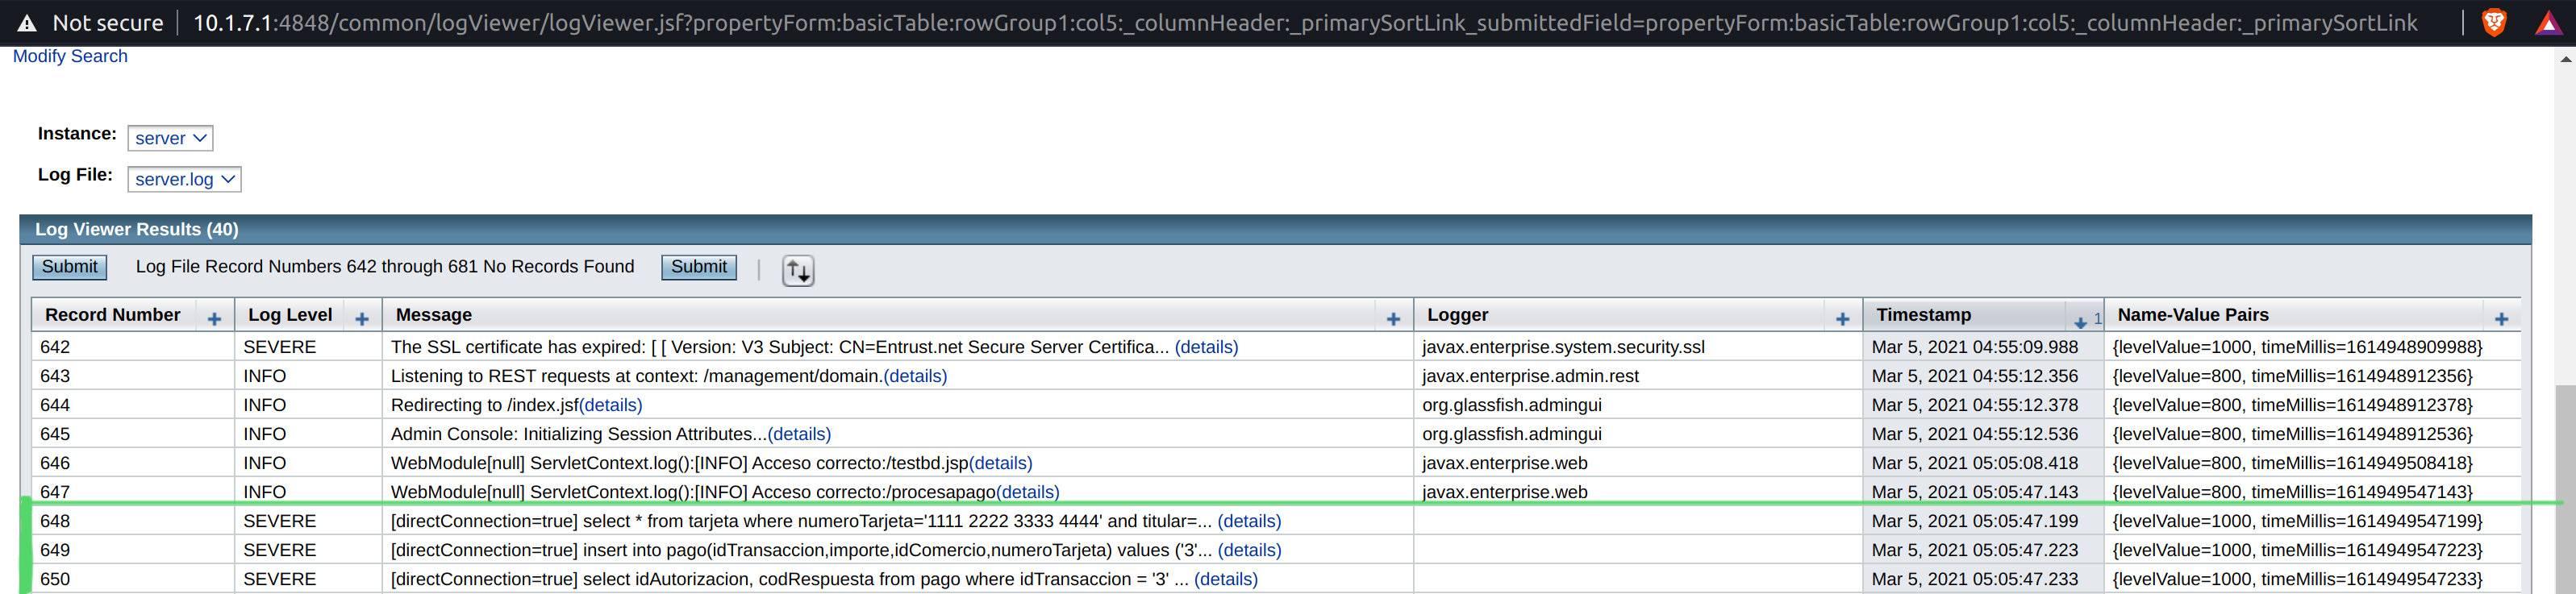 Not secure | 10.1.7.1:4848/common/logViewer/logViewer.jsf?propertyForm:basicTable:rowGroup1:col5:_columnHeader:_primarySortLink_submittedField=propertyForm:basicTable:rowGroup1:col5:_columnHeader:_primarySortLink
Modify Search
Instance: server
Log File: server.log
Log Viewer Results (40)
Submit Log File Record Numbers 642 through 681 No Records Found Submit
Record Number Log Level Message Logger Timestamp 1 Name-Value Pairs
642 SEVERE The SSL certificate has expired: [ [ Version: V3 Subject: CN=Entrust.net Secure Server Certifica... (details) javax.enterprise.system.security.ssl Mar 5, 2021 04:55:09.988 {levelValue=1000, timeMillis=1614948909988}
643 INFO Listening to REST requests at context: /management/domain.(details) javax.enterprise.admin.rest Mar 5, 2021 04:55:12.356 {levelValue=800, timeMillis=1614948912356}
644 INFO Redirecting to /index.jsf(details) org.glassfish.admingui Mar 5, 2021 04:55:12.378 {levelValue=800, timeMillis=1614948912378}
645 INFO Admin Console: Initializing Session Attributes...(details) org.glassfish.admingui Mar 5, 2021 04:55:12.536 {levelValue=800, timeMillis=1614948912536}
646 INFO WebModule[null] ServletContext.log():[INFO] Acceso correcto:/testbd.jsp(details) javax.enterprise.web Mar 5, 2021 05:05:08.418 {levelValue=800, timeMillis=1614949508418}
647 INFO WebModule[null] ServletContext.log():[INFO] Acceso correcto:/procesapago(details) javax.enterprise.web Mar 5, 2021 05:05:47.143 {levelValue=800, timeMillis=1614949547143}
648 SEVERE [directConnection=true] select * from tarjeta where numeroTarjeta='1111 2222 3333 4444' and titular=... (details) Mar 5, 2021 05:05:47.199 {levelValue=1000, timeMillis=1614949547199}
649 SEVERE [directConnection=true] insert into pago(idTransaccion,importe,idComercio,numeroTarjeta) values ('3'... (details) Mar 5, 2021 05:05:47.223 {levelValue=1000, timeMillis=1614949547223}
650 SEVERE [directConnection=true] select idAutorizacion, codRespuesta from pago where idTransaccion = '3' ... (details) Mar 5, 2021 05:05:47.233 {levelValue=1000, timeMillis=1614949547233}